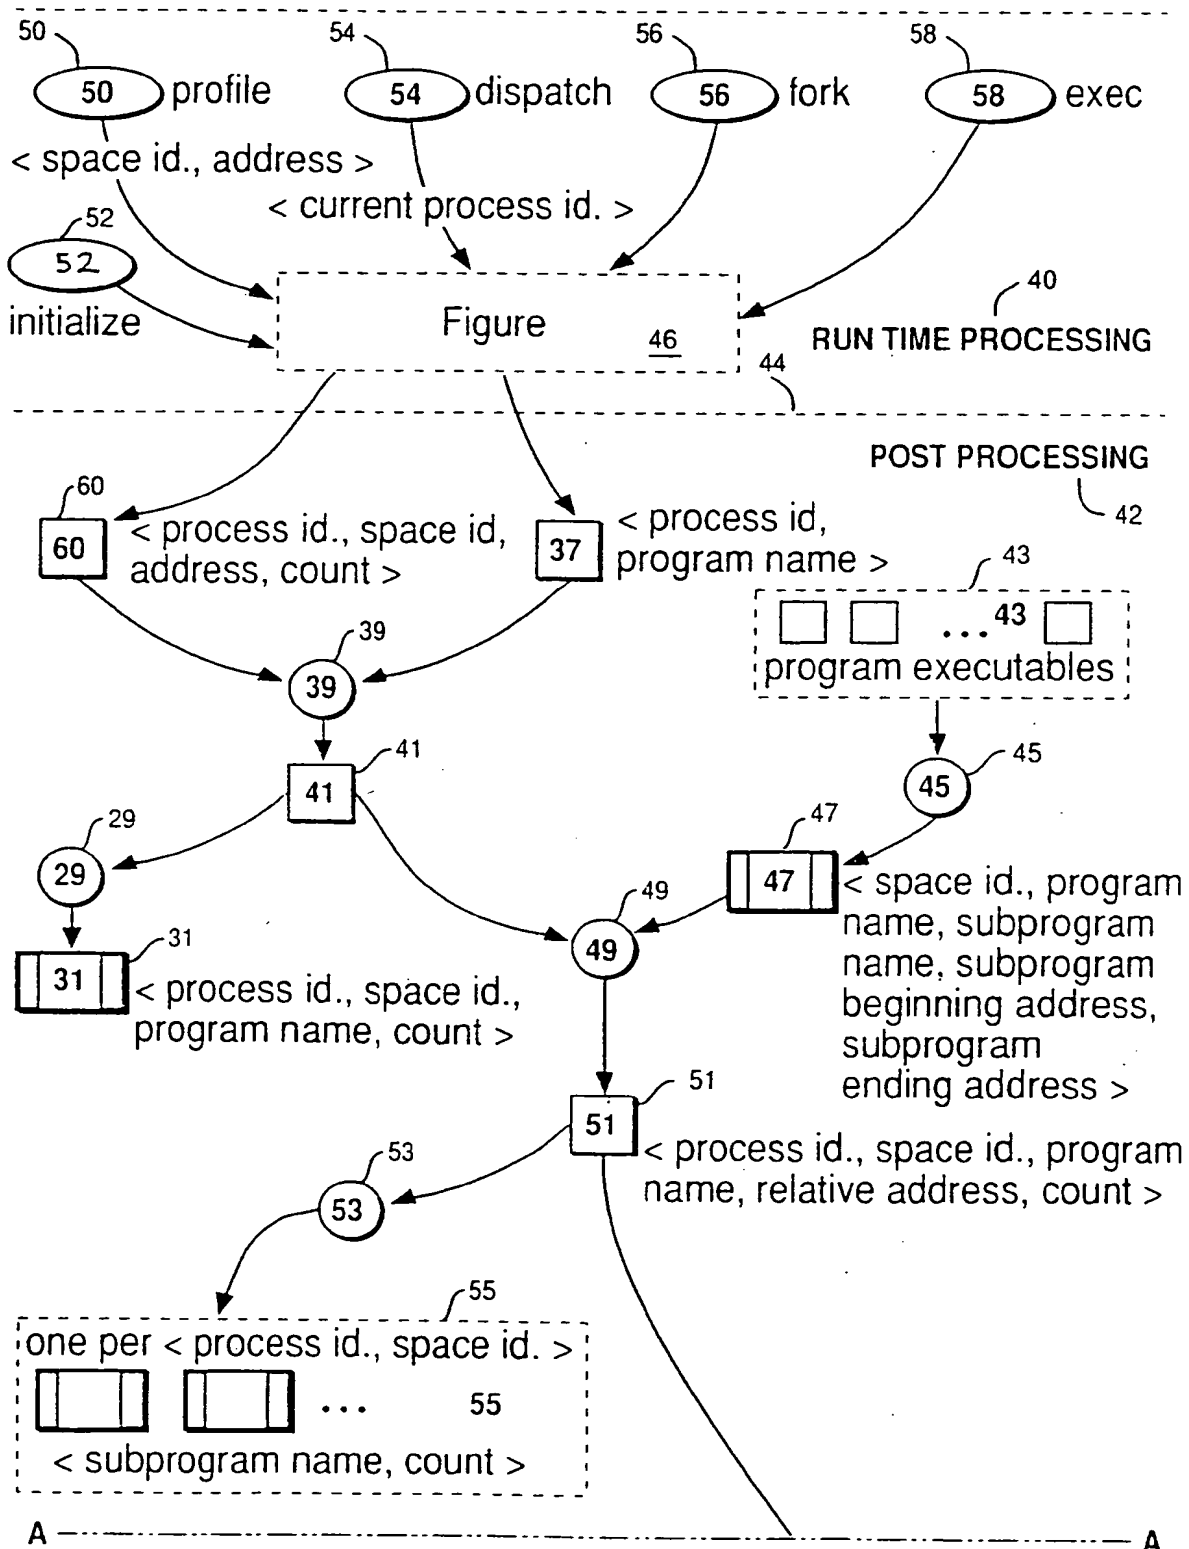 50
54
56
58
50 profile
54 dispatch
56 fork
58 exec
< space id., address >
< current process id. >
52
52
initialize
Figure
46
40
RUN TIME PROCESSING
44
POST PROCESSING
42
60
60
< process id., space id,
address, count >
37
< process id,
program name >
43
... 43
program executables
39
39
41
41
45
45
29
29
47
47
< space id., program
name, subprogram
name, subprogram
beginning address,
subprogram
ending address >
49
49
31
31
< process id., space id.,
program name, count >
51
51
< process id., space id., program
name, relative address, count >
53
53
55
one per < process id., space id. >
... 55
< subprogram name, count >
A A